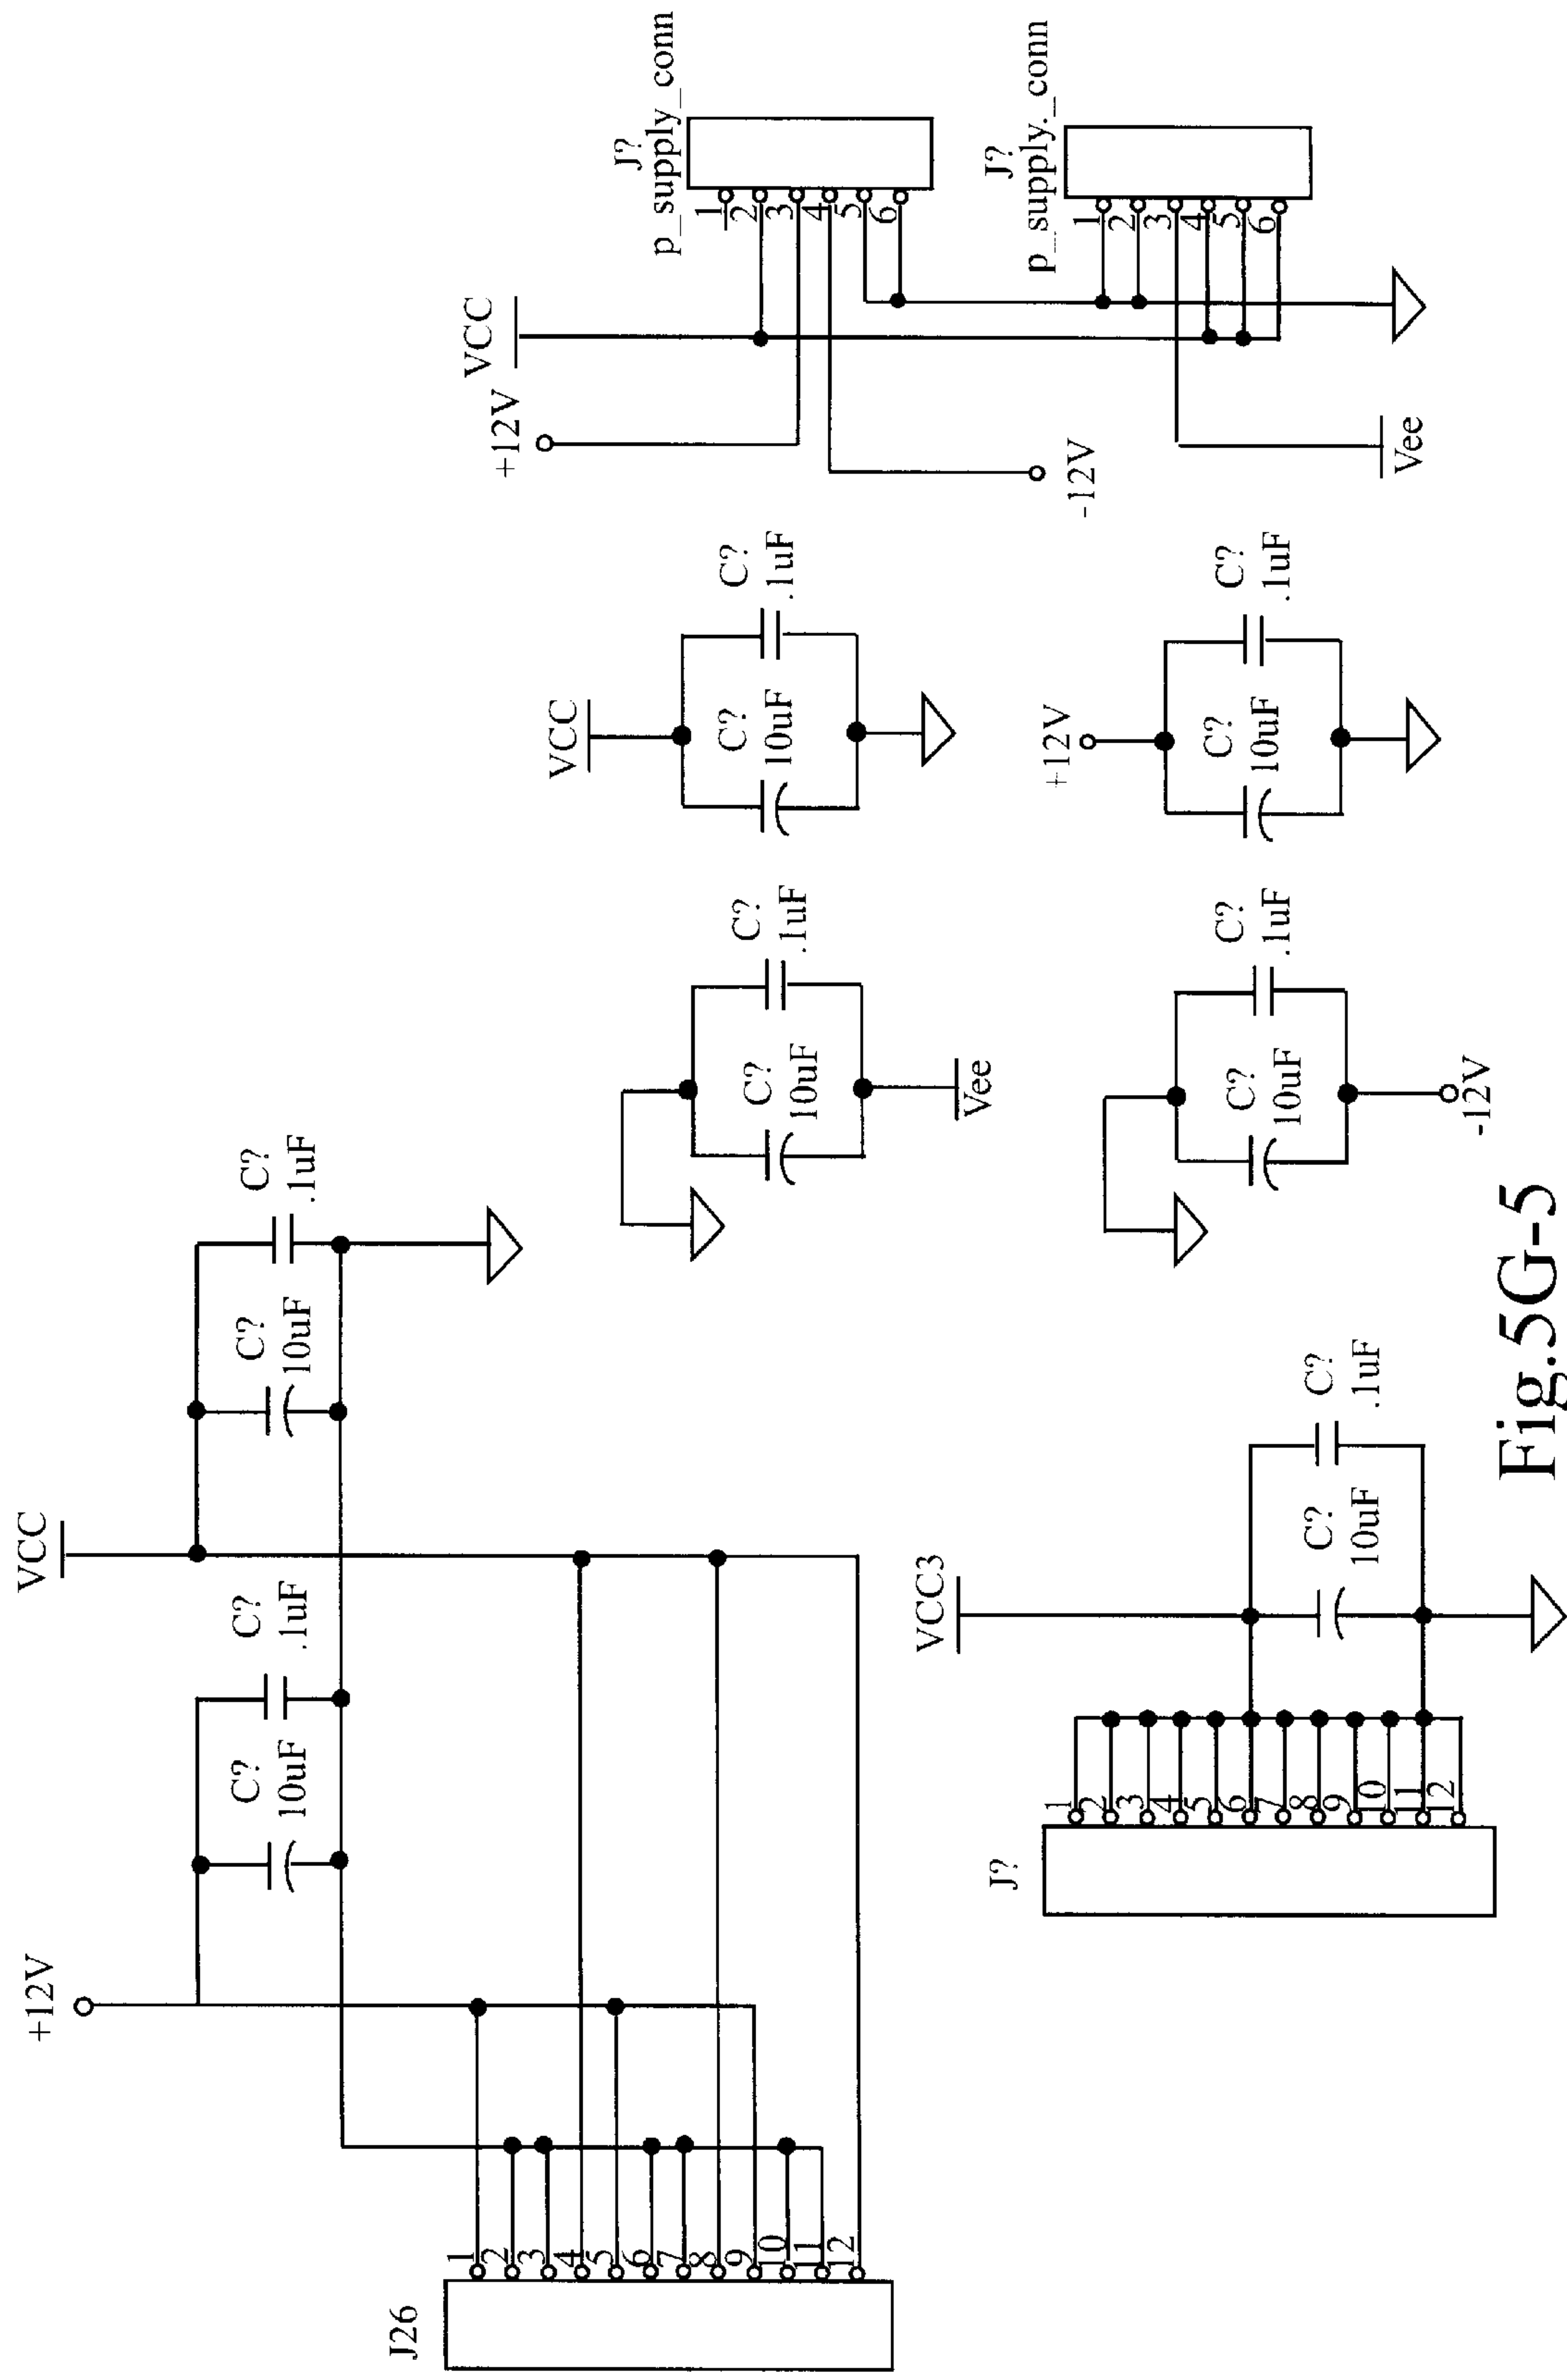 +12V
VCC
C?
10uF
C?
.1uF
C?
10uF
C?
.1uF
J26
1
2
3
4
5
6
7
8
9
10
11
12
VCC3
J?
1
2
3
4
5
6
7
8
9
10
11
12
C?
10uF
C?
.1uF
C?
10uF
C?
.1uF
Vee
VCC
C?
10uF
C?
.1uF
C?
10uF
C?
.1uF
-12V
+12V
C?
10uF
C?
.1uF
+12V
VCC
-12V
Vee
J?
p_supply_conn
1
2
3
4
5
6
J?
p_supply._conn
1
2
3
4
5
6
Fig.5G-5